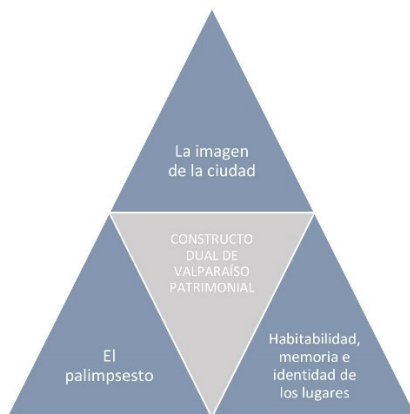 La imagen
de la ciudad
CONSTRUCTO
DUAL DE
VALPARAÍSO
PATRIMONIAL
El
palimpsesto
Habitabilidad,
memoria e
identidad de
los lugares